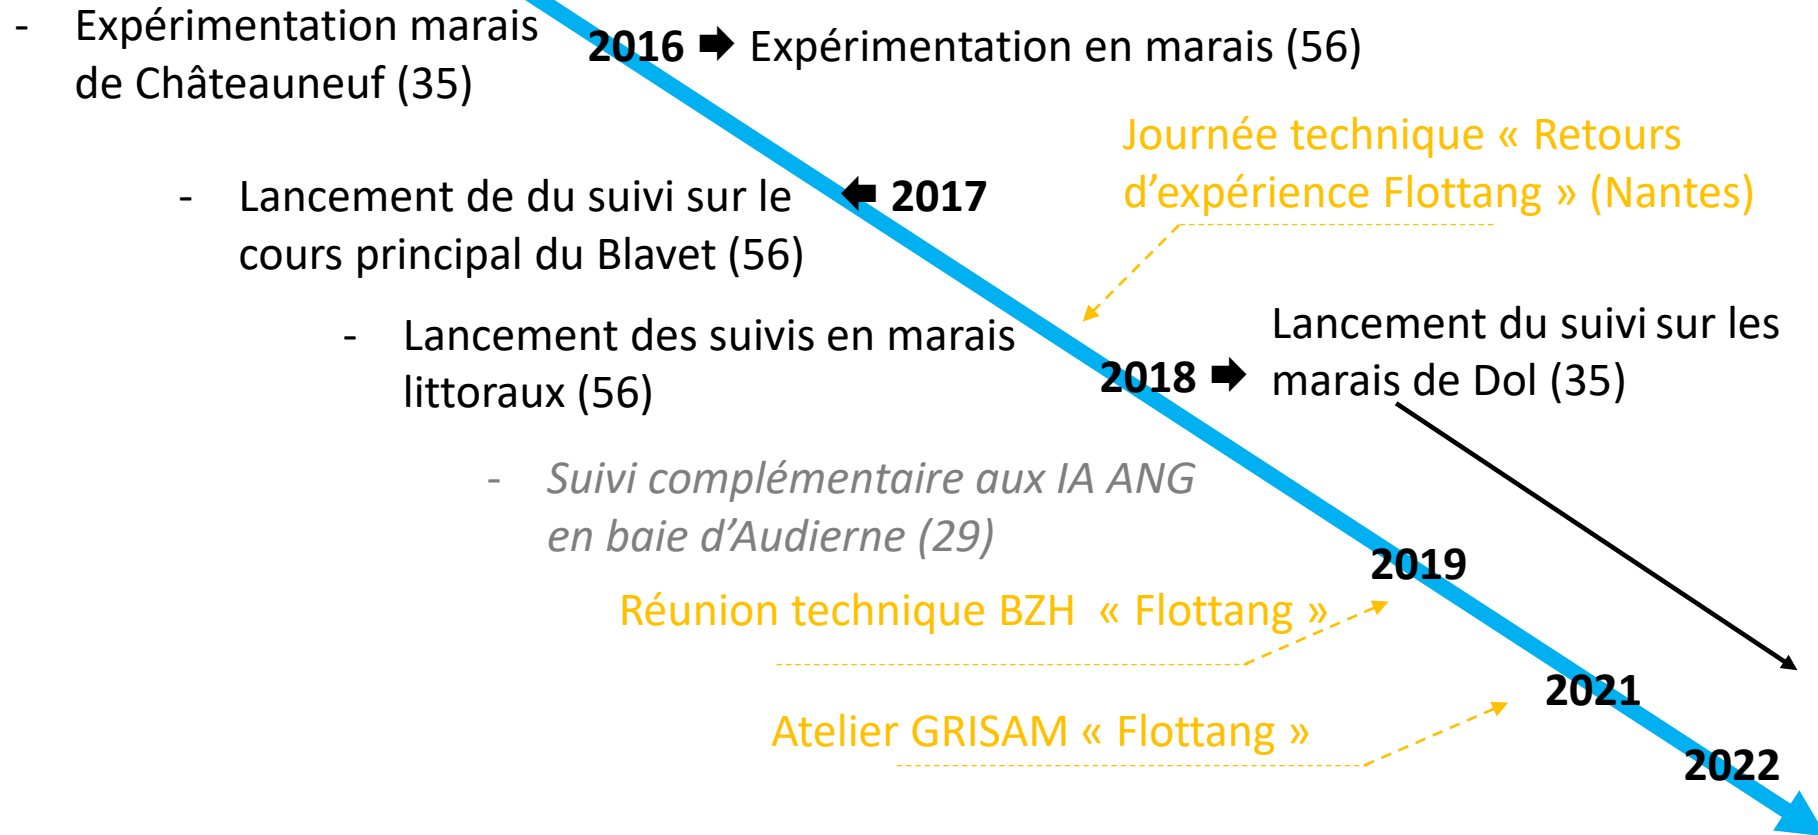 - Expérimentation marais
de Châteauneuf (35)
2016 🡆 Expérimentation en marais (56)
Journée technique « Retours
d’expérience Flottang » (Nantes)
- Lancement de du suivi sur le
cours principal du Blavet (56)
🡄 2017
- Lancement des suivis en marais
littoraux (56)
2018 🡆
Lancement du suivi sur les
marais de Dol (35)
- Suivi complémentaire aux IA ANG
en baie d’Audierne (29)
2019
Réunion technique BZH « Flottang »
2021
Atelier GRISAM « Flottang »
2022